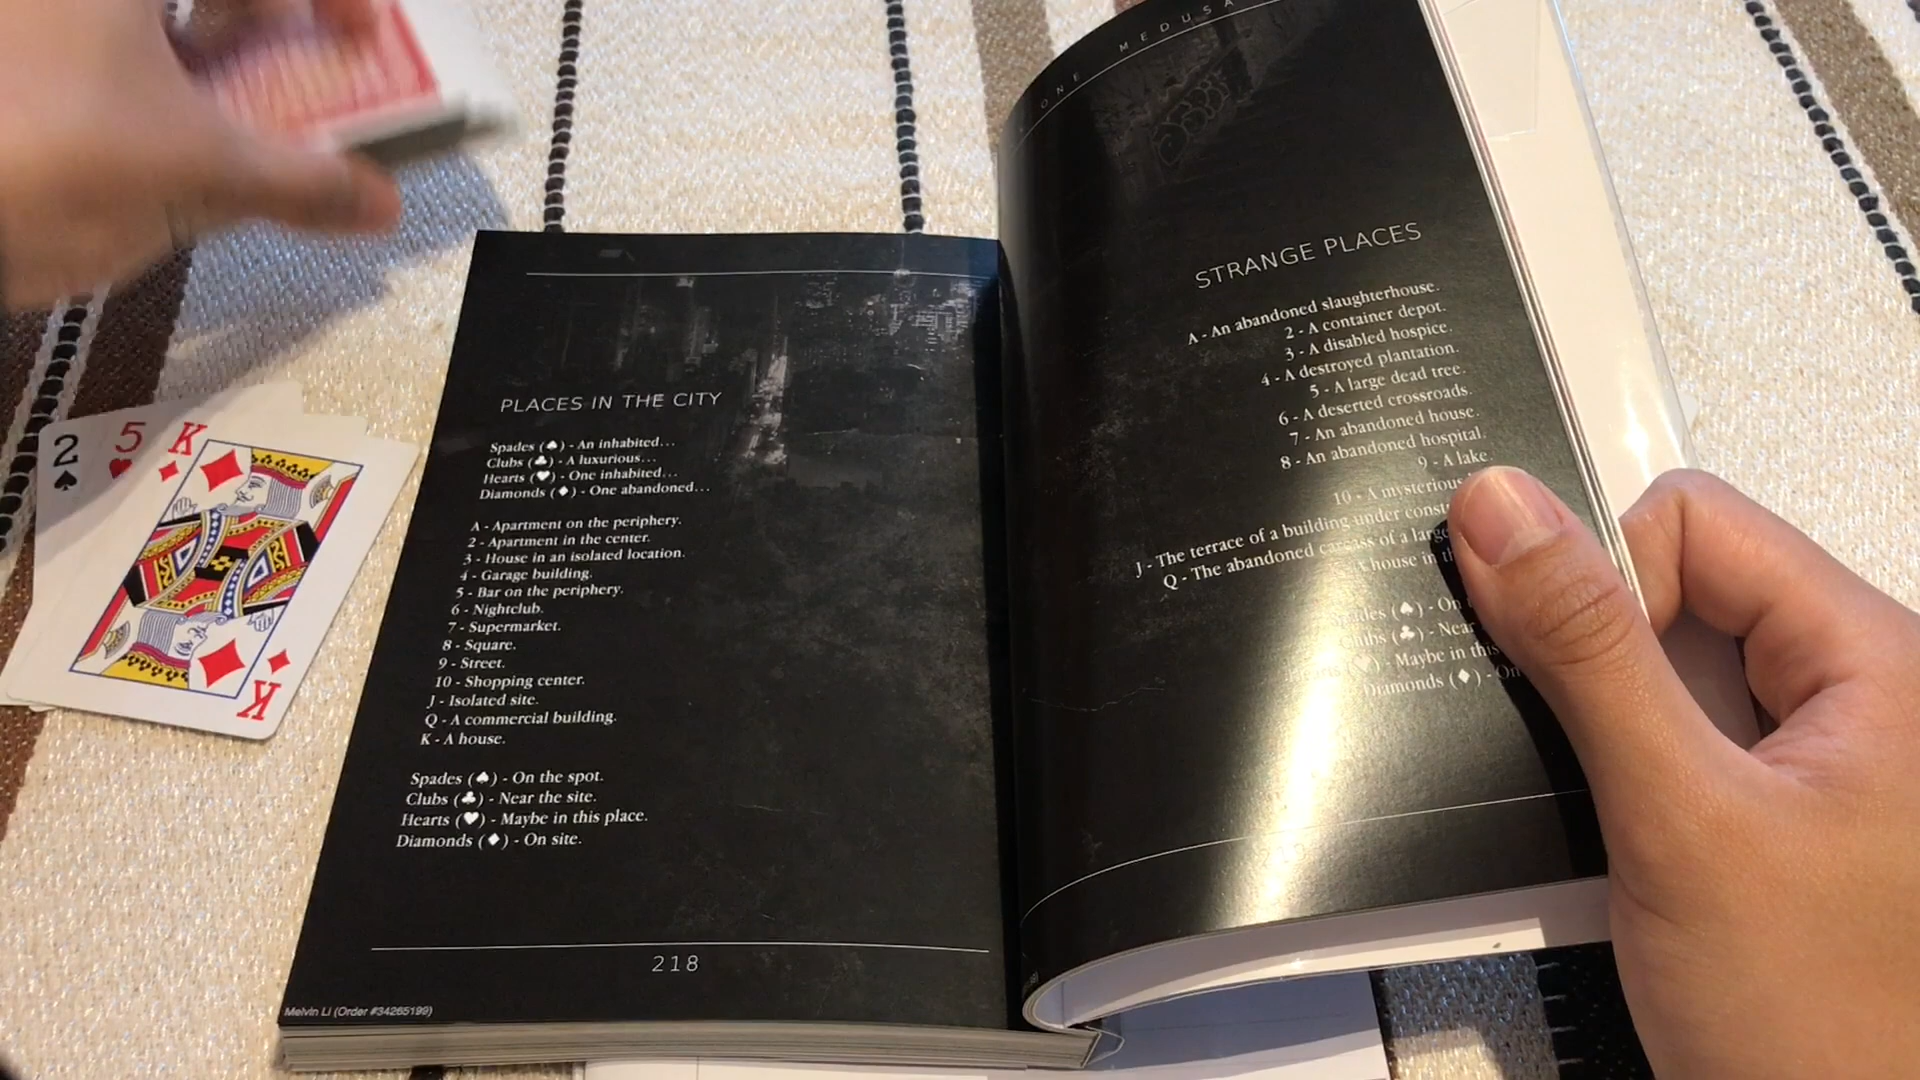 2 5 K
K
PLACES IN THE CITY
Spades (♠) - An inhabited...
Clubs (♣) - A luxurious...
Hearts (♥) - One inhabited...
Diamonds (♦) - One abandoned...
A - Apartment on the periphery.
2 - Apartment in the center.
3 - House in an isolated location.
4 - Garage building.
5 - Bar on the periphery.
6 - Nightclub.
7 - Supermarket.
8 - Square.
9 - Street.
10 - Shopping center.
J - Isolated site.
Q - A commercial building.
K - A house.
Spades (♠) - On the spot.
Clubs (♣) - Near the site.
Hearts (♥) - Maybe in this place.
Diamonds (♦) - On site.
218
Melvin Li (Order #34265199)
ONE MEDUSA
STRANGE PLACES
A - An abandoned slaughterhouse.
2 - A container depot.
3 - A disabled hospice.
4 - A destroyed plantation.
5 - A large dead tree.
6 - A deserted crossroads.
7 - An abandoned house.
8 - An abandoned hospital.
9 - A lake.
10 - A mysterious
J - The terrace of a building under
Q - The abandoned carcass of a large
house in
Spades (♠) - On
Clubs (♣) - Near
(♥) - Maybe in this
Diamonds (♦) - On